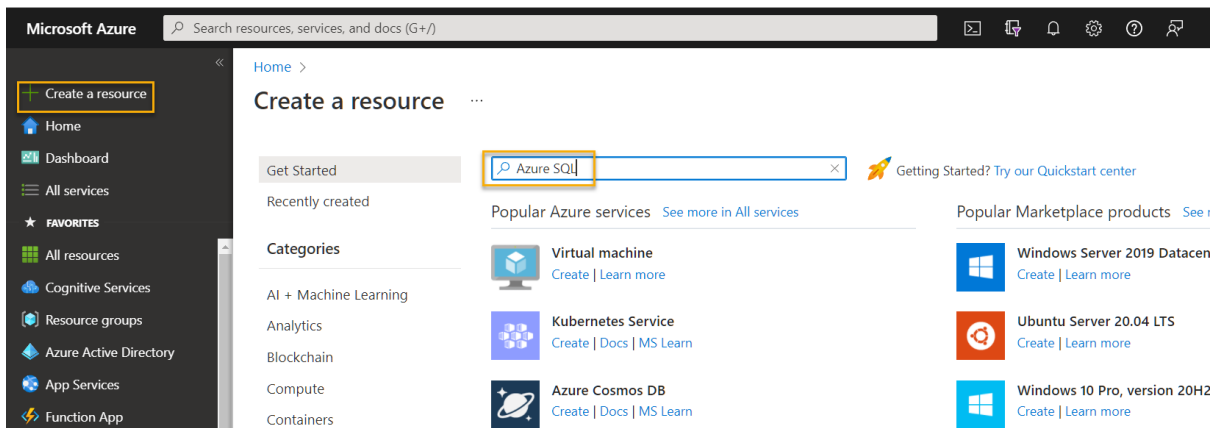 Microsoft Azure
Search resources, services, and docs (G+/)
Create a resource
Home
Dashboard
All services
FAVORITES
All resources
Cognitive Services
Resource groups
Azure Active Directory
App Services
Function App
Home >
Create a resource ...
Get Started
Recently created
Categories
AI + Machine Learning
Analytics
Blockchain
Compute
Containers
Azure SQL
Getting Started? Try our Quickstart center
Popular Azure services See more in All services
Virtual machine
Create | Learn more
Kubernetes Service
Create | Docs | MS Learn
Azure Cosmos DB
Create | Docs | MS Learn
Popular Marketplace products See
Windows Server 2019 Datacen
Create | Learn more
Ubuntu Server 20.04 LTS
Create | Learn more
Windows 10 Pro, version 20H2
Create | Learn more